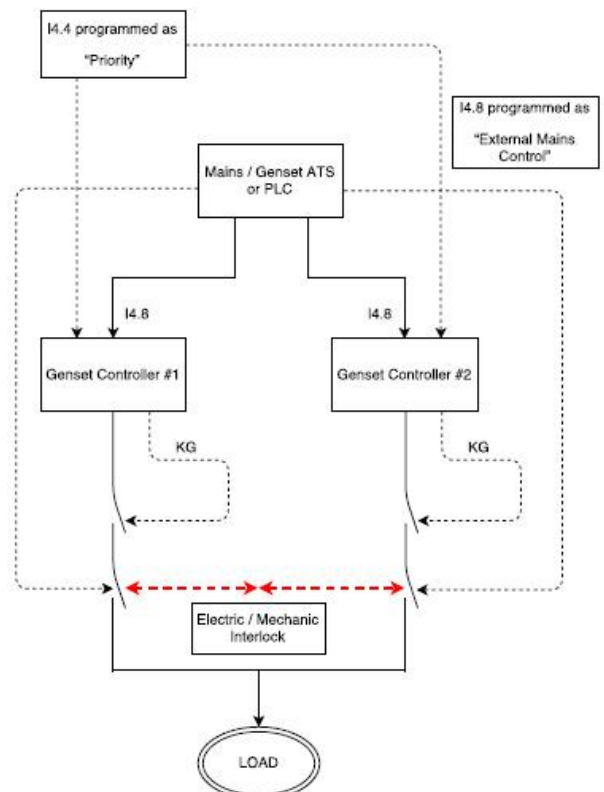 I4.4 programmed as
"Priority"
I4.8 programmed as
"External Mains
Control"
Mains / Genset ATS
or PLC
I4.8
I4.8
Genset Controller #1
Genset Controller #2
KG
KG
Electric / Mechanic
Interlock
LOAD